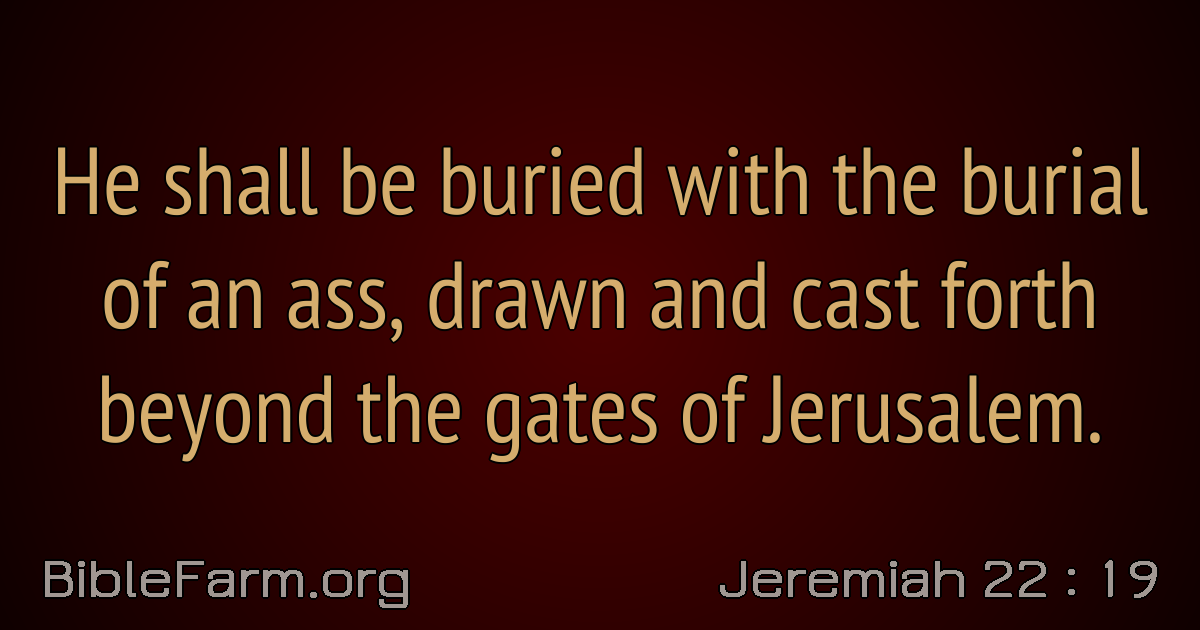 He shall be buried with the burial
of an ass, drawn and cast forth
beyond the gates of Jerusalem.
BibleFarm.org
Jeremiah 22 : 19